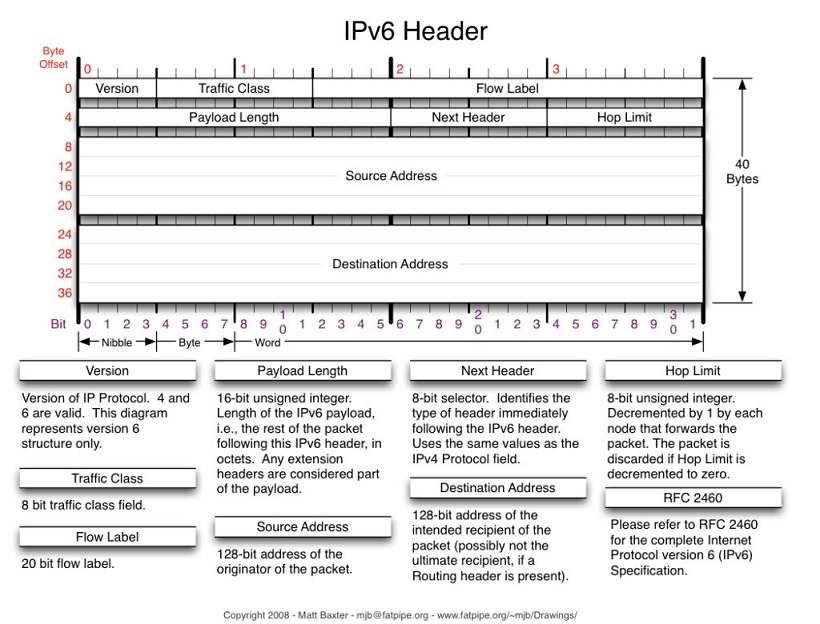 IPv6 Header
Byte
Offset
0 1 2 3
0 Version Traffic Class Flow Label
4 Payload Length Next Header Hop Limit
8
12
16
20
Source Address
24
28
32
36
Destination Address
40
Bytes
Bit 0 1 2 3 4 5 6 7 8 9 10 1 2 3 4 5 6 7 8 9 20 1 2 3 4 5 6 7 8 9 30 1
Nibble Byte Word
Version
Version of IP Protocol. 4 and
6 are valid. This diagram
represents version 6
structure only.
Traffic Class
8 bit traffic class field.
Flow Label
20 bit flow label.
Payload Length
16-bit unsigned integer.
Length of the IPv6 payload,
i.e., the rest of the packet
following this IPv6 header, in
octets. Any extension
headers are considered part
of the payload.
Source Address
128-bit address of the
originator of the packet.
Next Header
8-bit selector. Identifies the
type of header immediately
following the IPv6 header.
Uses the same values as the
IPv4 Protocol field.
Destination Address
128-bit address of the
intended recipient of the
packet (possibly not the
ultimate recipient, if a
Routing header is present).
Hop Limit
8-bit unsigned integer.
Decremented by 1 by each
node that forwards the
packet. The packet is
discarded if Hop Limit is
decremented to zero.
RFC 2460
Please refer to RFC 2460
for the complete Internet
Protocol version 6 (IPv6)
Specification.
Copyright 2008 - Matt Baxter - mjb@fatpipe.org - www.fatpipe.org/~mjb/Drawings/